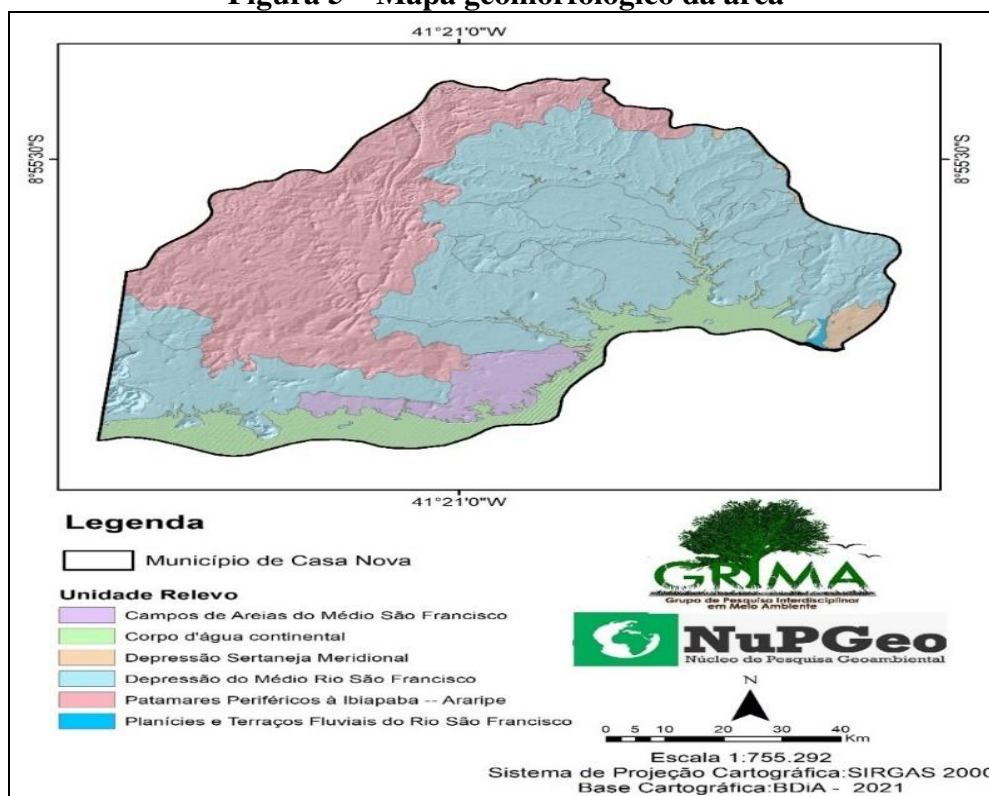 Figura 3 – Mapa geomorfológico da área
41°21'0"W
8°55'30"S
8°55'30"S
41°21'0"W
Legenda
Município de Casa Nova
Unidade Relevo
Campos de Areias do Médio São Francisco
Corpo d'água continental
Depressão Sertaneja Meridional
Depressão do Médio Rio São Francisco
Patamares Periféricos à Ibiapaba -- Araripe
Planícies e Terraços Fluviais do Rio São Francisco
GRIMA
Grupo de Pesquisa Interdisciplinar
em Meio Ambiente
NuPGeo
Núcleo de Pesquisa Geoambiental
N
0 5 10 20 30 40
Km
Escala 1:755.292
Sistema de Projeção Cartográfica:SIRGAS 2000
Base Cartográfica:BDiA - 2021